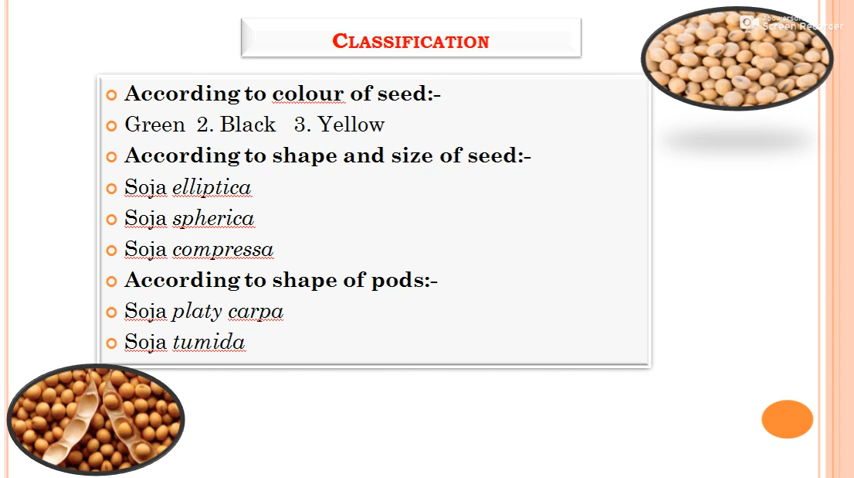 CLASSIFICATION
According to colour of seed:-
Green 2. Black 3. Yellow
According to shape and size of seed:-
Soja elliptica
Soja spherica
Soja compressa
According to shape of pods:-
Soja platy carpa
Soja tumida
Screen Recorder